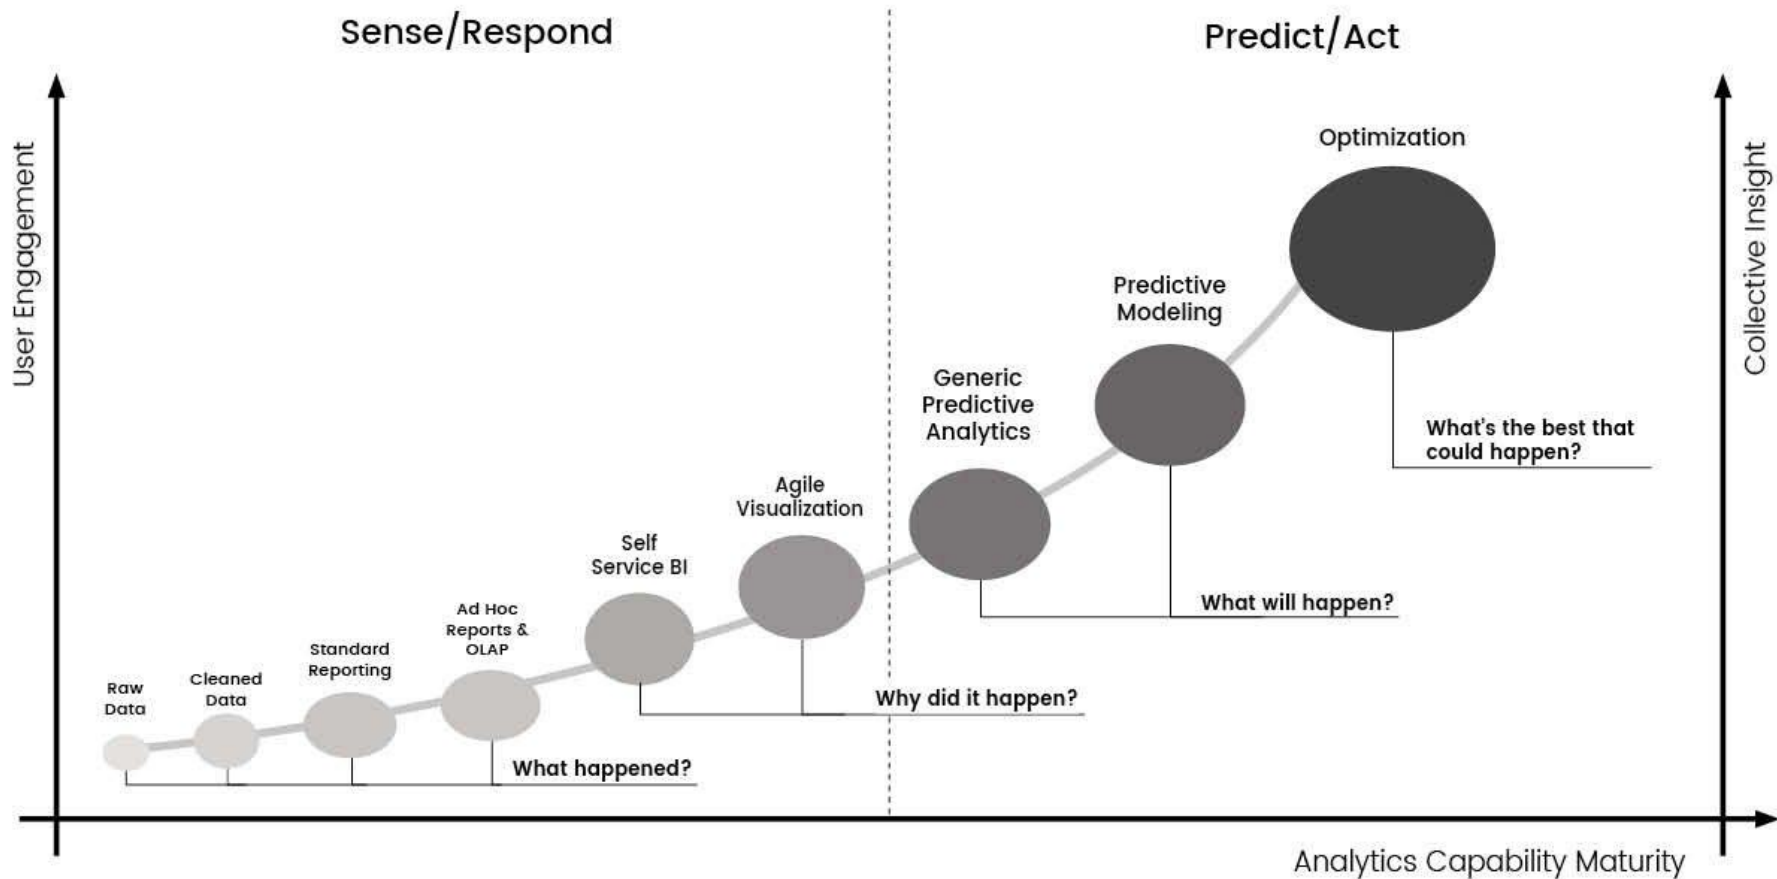 Sense/Respond
Predict/Act
User Engagement
Collective Insight
Optimization
Predictive
Modeling
Generic
Predictive
Analytics
What's the best that
could happen?
Agile
Visualization
Self
Service BI
What will happen?
Ad Hoc
Reports &
OLAP
Standard
Reporting
Cleaned
Data
Raw
Data
Why did it happen?
What happened?
Analytics Capability Maturity